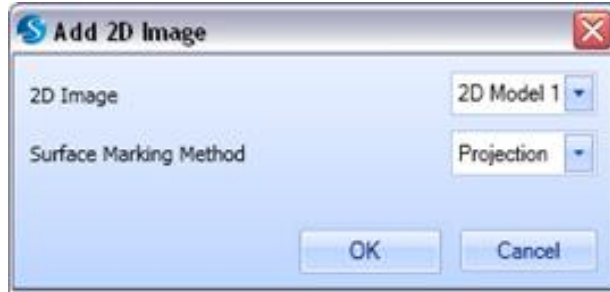 Add 2D Image
2D Image 2D Model 1
Surface Marking Method Projection
OK Cancel